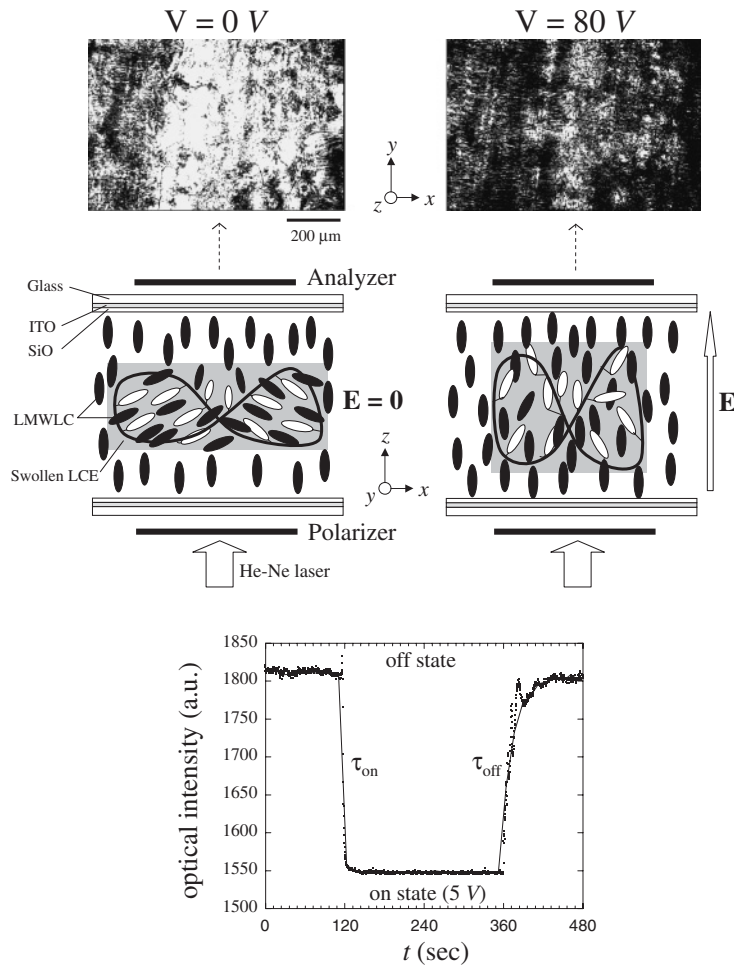 V = 0 V
V = 80 V
y
z
x
200 μm
Analyzer
Glass
ITO
SiO
E = 0
E
LMWLC
Swollen LCE
z
y
x
Polarizer
He-Ne laser
1850
off state
1800
1750
τon
τoff
1700
1650
1600
1550
on state (5 V)
1500
optical intensity (a.u.)
0
120
240
360
480
t (sec)